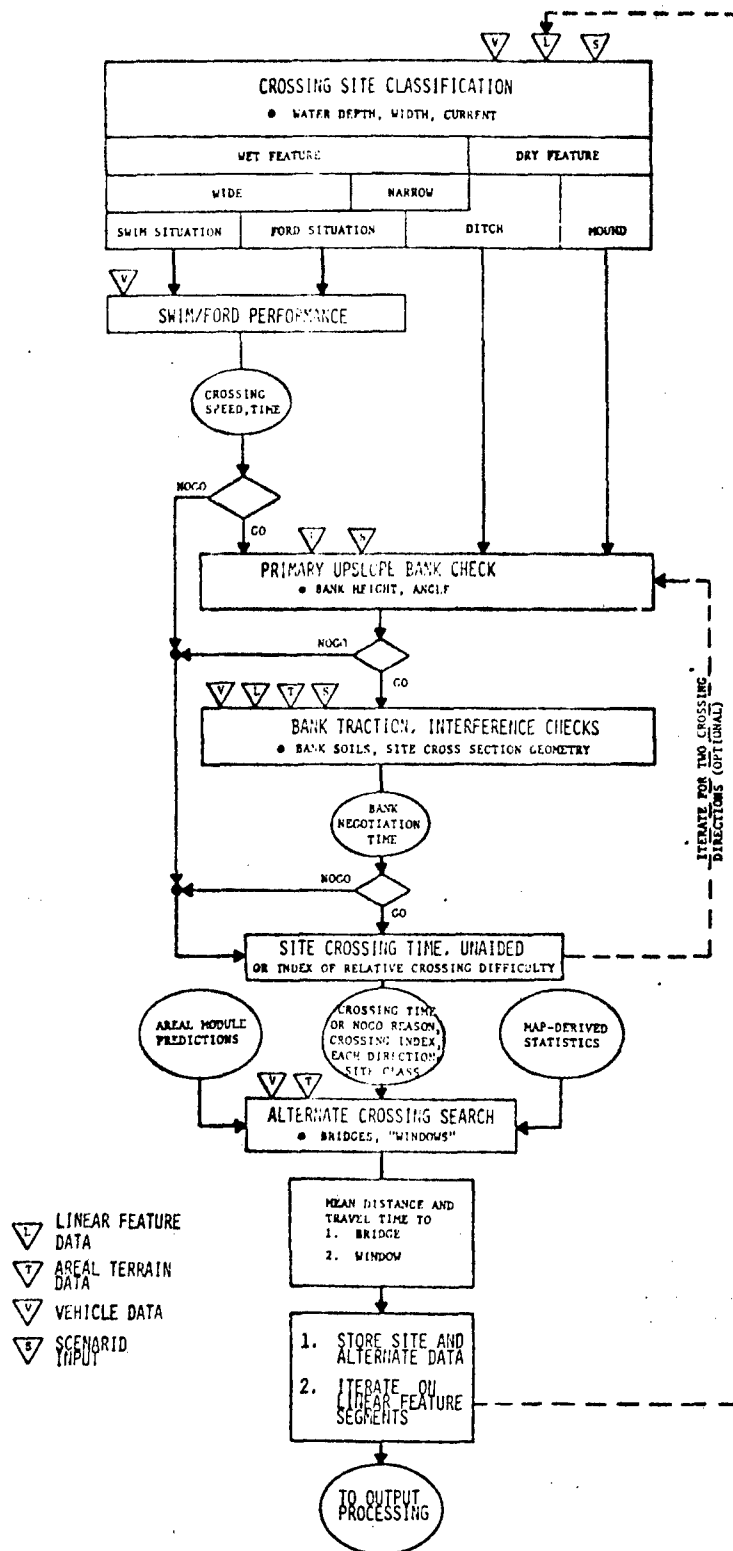 V L S
CROSSING SITE CLASSIFICATION
• WATER DEPTH, WIDTH, CURRENT
WET FEATURE DRY FEATURE
WIDE NARROW
SWIM SITUATION FORD SITUATION DITCH MOUND
V
SWIM/FORD PERFORMANCE
CROSSING
SPEED, TIME
NOGO
GO
S
PRIMARY UPSLOPE BANK CHECK
• BANK HEIGHT, ANGLE
NOGO
GO
V L T S
BANK TRACTION, INTERFERENCE CHECKS
• BANK SOILS, SITE CROSS SECTION GEOMETRY
BANK
NEGOTIATION
TIME
NOGO
GO
ITERATE FOR TWO CROSSING
DIRECTIONS (OPTIONAL)
SITE CROSSING TIME, UNAIDED
OR INDEX OF RELATIVE CROSSING DIFFICULTY
AREAL MODULE
PREDICTIONS
CROSSING TIME
OR NOGO REASON,
CROSSING INDEX,
EACH DIRECTION
SITE CLASS
MAP-DERIVED
STATISTICS
V T
ALTERNATE CROSSING SEARCH
• BRIDGES, "WINDOWS"
MEAN DISTANCE AND
TRAVEL TIME TO
1. BRIDGE
2. WINDOW
L LINEAR FEATURE
DATA
T AREAL TERRAIN
DATA
V VEHICLE DATA
S SCENARIO
INPUT
1. STORE SITE AND
ALTERNATE DATA
2. ITERATE ON
LINEAR FEATURE
SEGMENTS
TO OUTPUT
PROCESSING